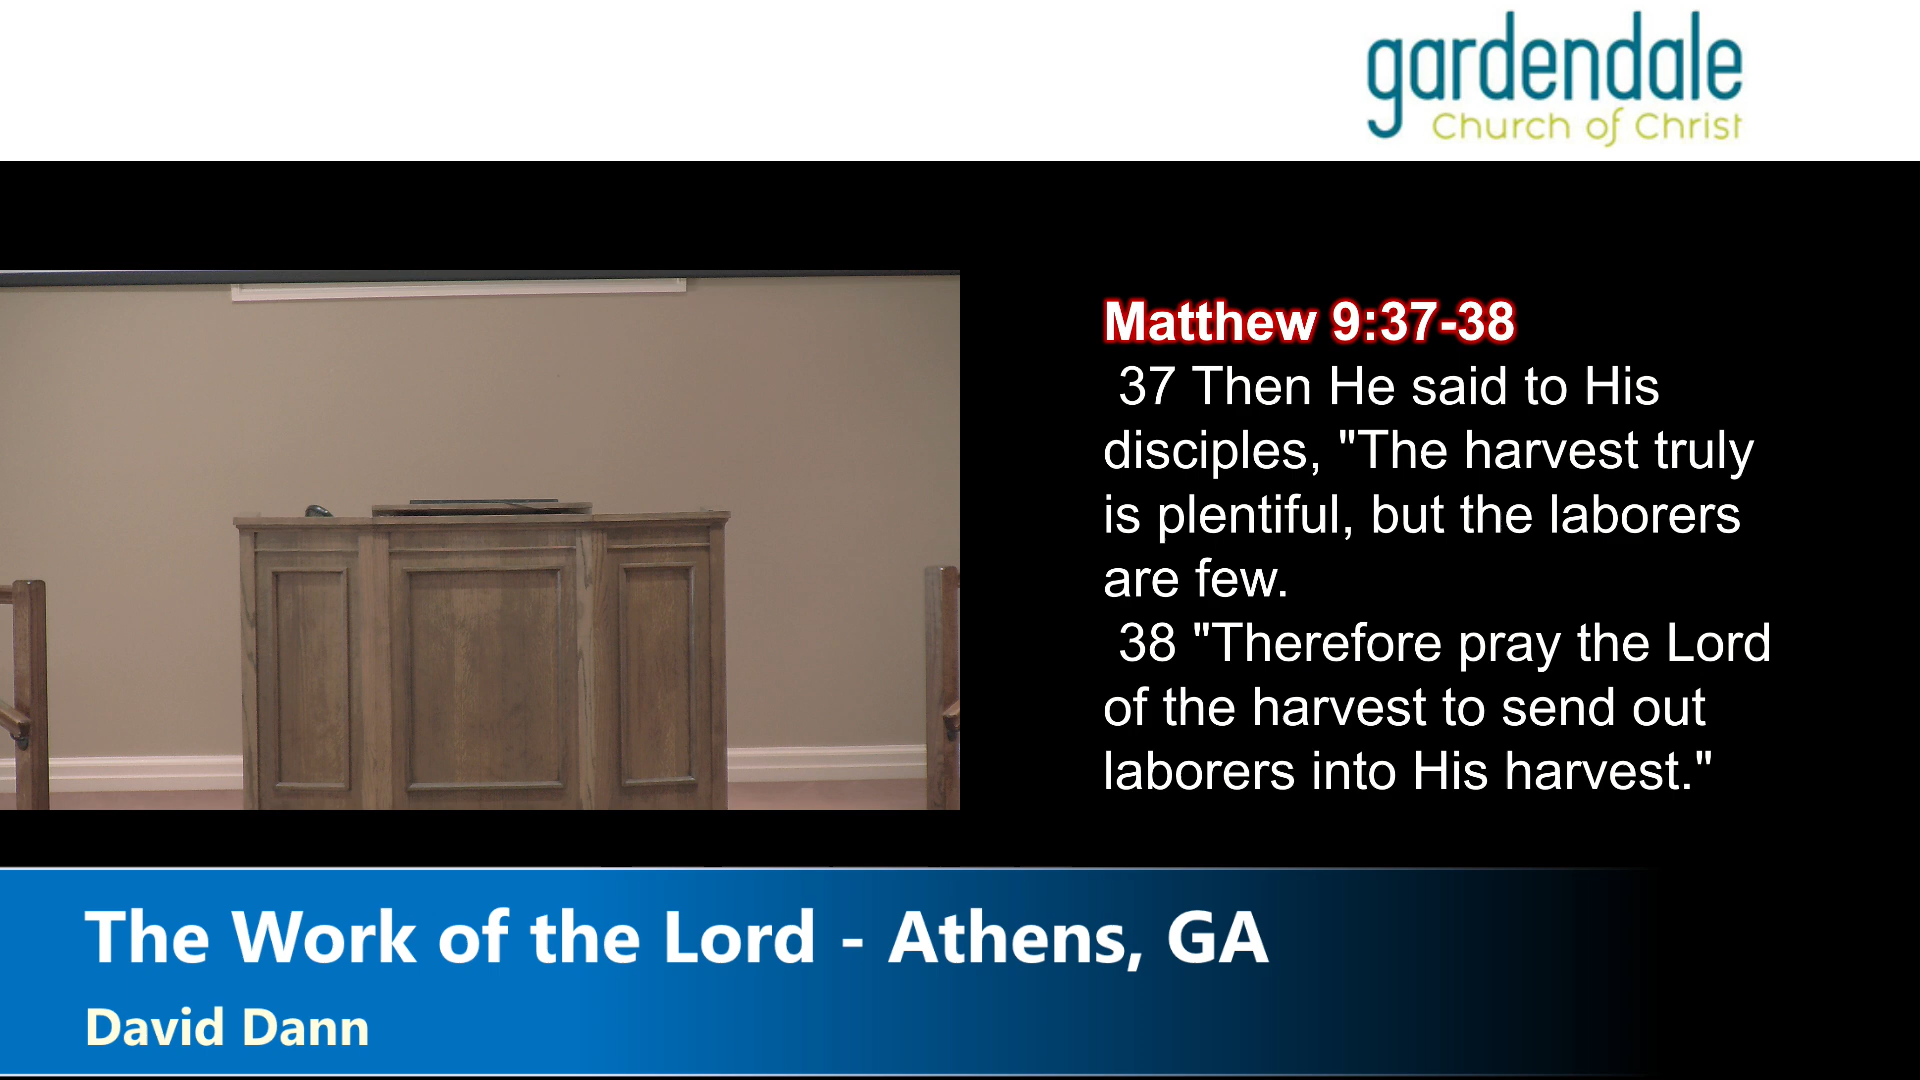 gardendale
Church of Christ
Matthew 9:37-38
37 Then He said to His
disciples, "The harvest truly
is plentiful, but the laborers
are few.
38 "Therefore pray the Lord
of the harvest to send out
laborers into His harvest."
The Work of the Lord - Athens, GA
David Dann